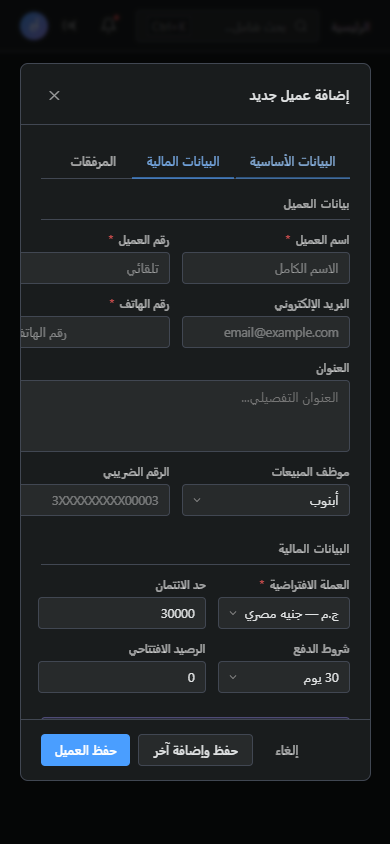 الرئيسية
إضافة عميل جديد
البيانات الأساسية
البيانات المالية
المرفقات
بيانات العميل
اسم العميل *
رقم العميل *
الاسم الكامل
تلقائي
البريد الإلكتروني
رقم الهاتف *
email@example.com
رقم الهاتف
العنوان
العنوان التفصيلي...
موظف المبيعات
الرقم الضريبي
أبنوب
3XXXXXXXXX00003
البيانات المالية
العملة الافتراضية *
حد الائتمان
ج.م — جنيه مصري
30000
شروط الدفع
الرصيد الافتتاحي
30 يوم
0
إلغاء
حفظ وإضافة آخر
حفظ العميل